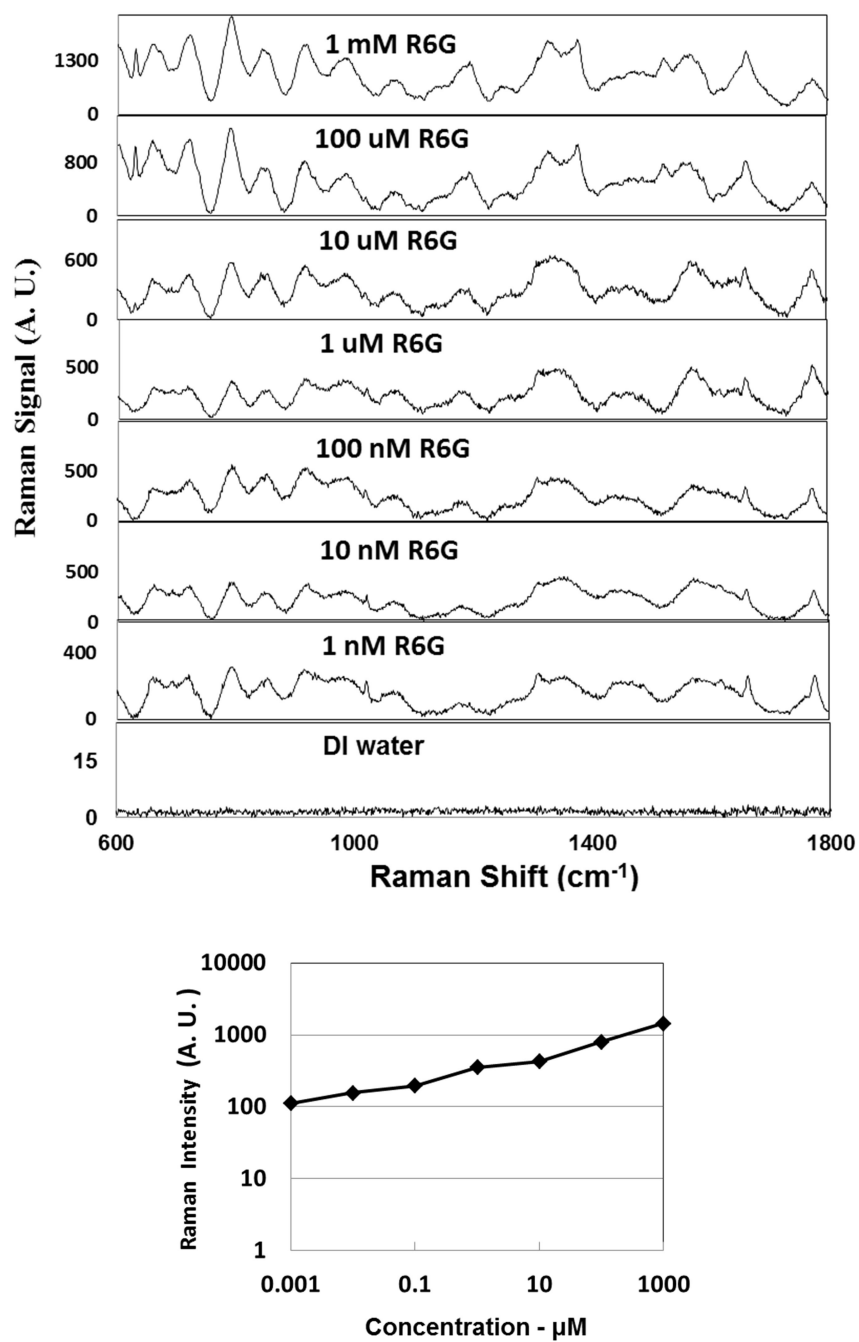 1 mM R6G
1300
0
100 uM R6G
800
0
10 uM R6G
600
0
1 uM R6G
500
0
100 nM R6G
500
0
10 nM R6G
500
0
1 nM R6G
400
0
DI water
15
0
600 1000 1400 1800
Raman Shift (cm⁻¹)
Raman Signal (A. U.)
10000
1000
100
10
1
0.001 0.1 10 1000
Concentration - µM
Raman Intensity (A. U. )